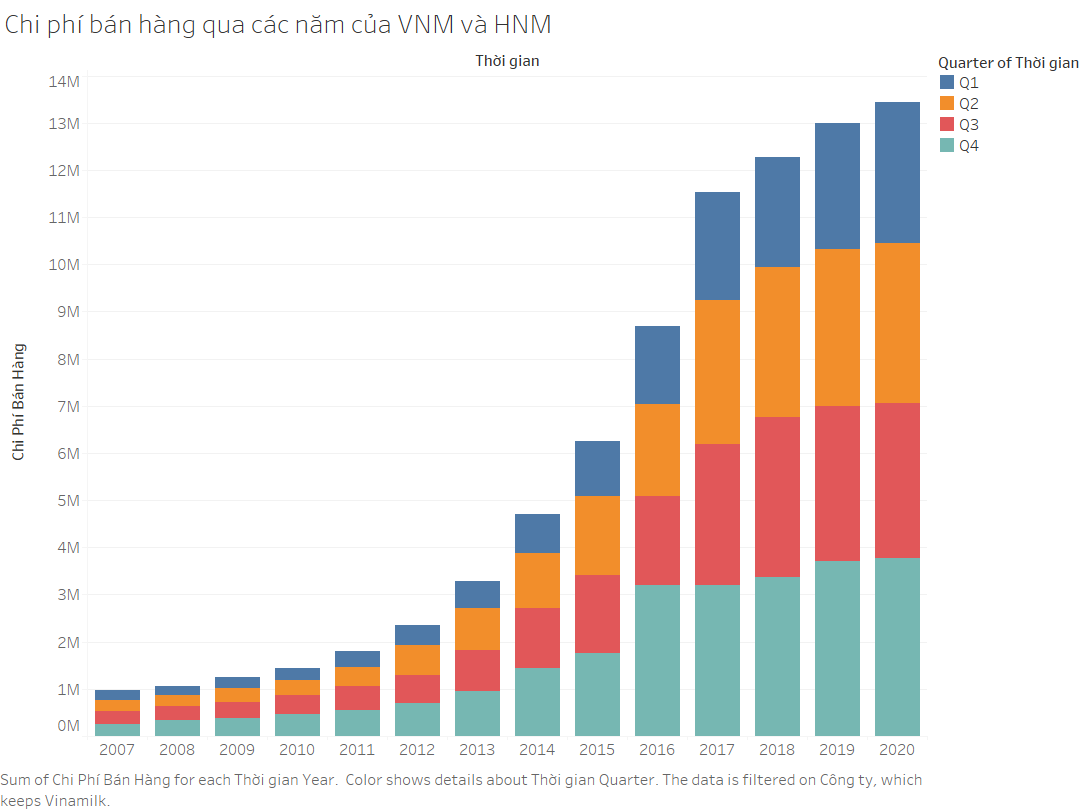 Chi phí bán hàng qua các năm của VNM và HNM
Thời gian
Quarter of Thời gian
Q1
Q2
Q3
Q4
Chi Phí Bán Hàng
14M
13M
12M
11M
10M
9M
8M
7M
6M
5M
4M
3M
2M
1M
0M
2007 2008 2009 2010 2011 2012 2013 2014 2015 2016 2017 2018 2019 2020
Sum of Chi Phí Bán Hàng for each Thời gian Year.  Color shows details about Thời gian Quarter. The data is filtered on Công ty, which
keeps Vinamilk.